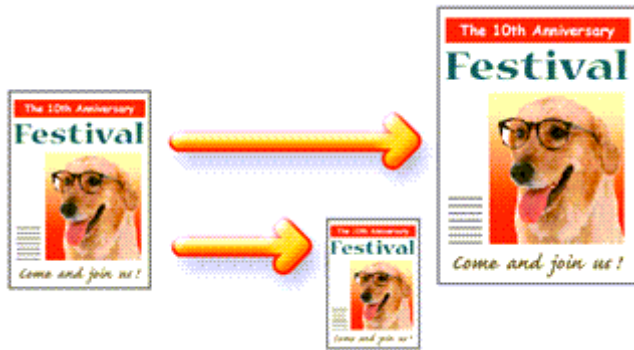 The 10th Anniversary
Festival
Come and join us!
The 10th Anniversary
Festival
Come and join us!
The 10th Anniversary
Festival
Come and join us!